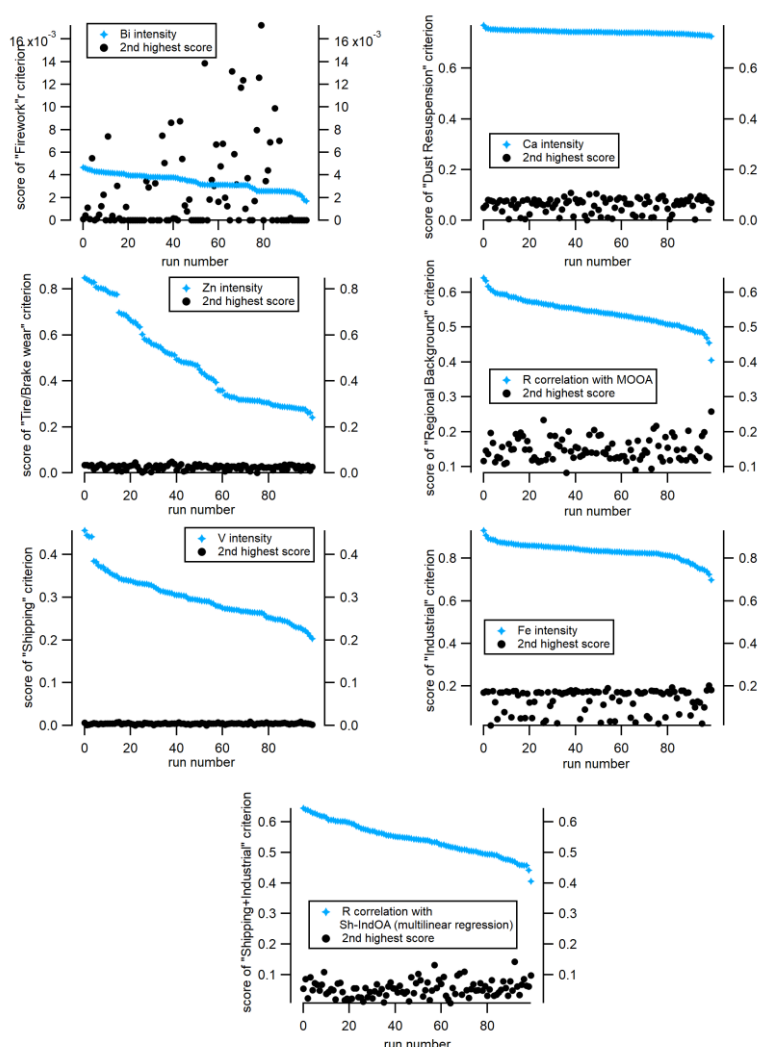 score of "Firework"r criterion
16 x10⁻³
14
12
10
8
6
4
2
0
Bi intensity
2nd highest score
16 x10⁻³
14
12
10
8
6
4
2
0
0 20 40 60 80
run number
score of "Dust Resuspension" criterion
0.6
0.4
0.2
0.0
Ca intensity
2nd highest score
0.6
0.4
0.2
0.0
0 20 40 60 80
run number
score of "Tire/Brake wear" criterion
0.8
0.6
0.4
0.2
0.0
Zn intensity
2nd highest score
0.8
0.6
0.4
0.2
0.0
0 20 40 60 80
run number
score of "Regional Background" criterion
0.6
0.5
0.4
0.3
0.2
0.1
R correlation with MOOA
2nd highest score
0.6
0.5
0.4
0.3
0.2
0.1
0 20 40 60 80
run number
score of "Shipping" criterion
0.4
0.3
0.2
0.1
0.0
V intensity
2nd highest score
0.4
0.3
0.2
0.1
0.0
0 20 40 60 80
run number
score of "Industrial" criterion
0.8
0.6
0.4
0.2
Fe intensity
2nd highest score
0.8
0.6
0.4
0.2
0 20 40 60 80
run number
score of "Shipping+Industrial" criterion
0.6
0.5
0.4
0.3
0.2
0.1
R correlation with
Sh-IndOA (multilinear regression)
2nd highest score
0.6
0.5
0.4
0.3
0.2
0.1
0 20 40 60 80
run number